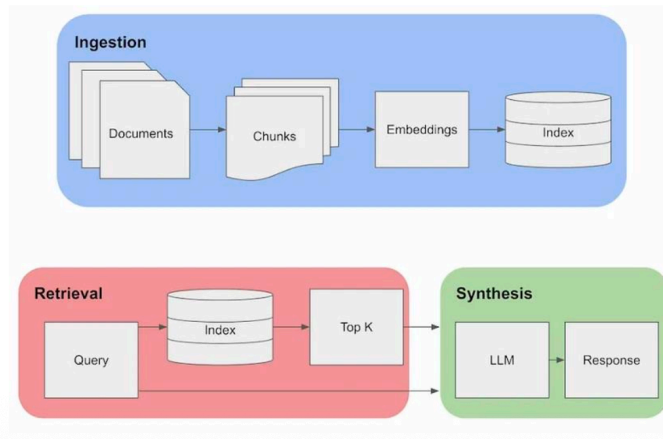 Ingestion
Documents
Chunks
Embeddings
Index
Retrieval
Query
Index
Top K
Synthesis
LLM
Response